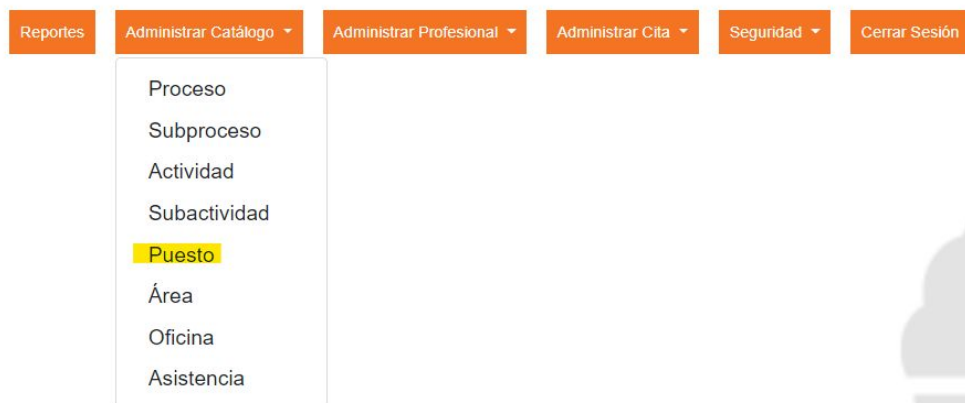 Reportes
Administrar Catálogo
Administrar Profesional
Administrar Cita
Seguridad
Cerrar Sesión
Proceso
Subproceso
Actividad
Subactividad
Puesto
Área
Oficina
Asistencia